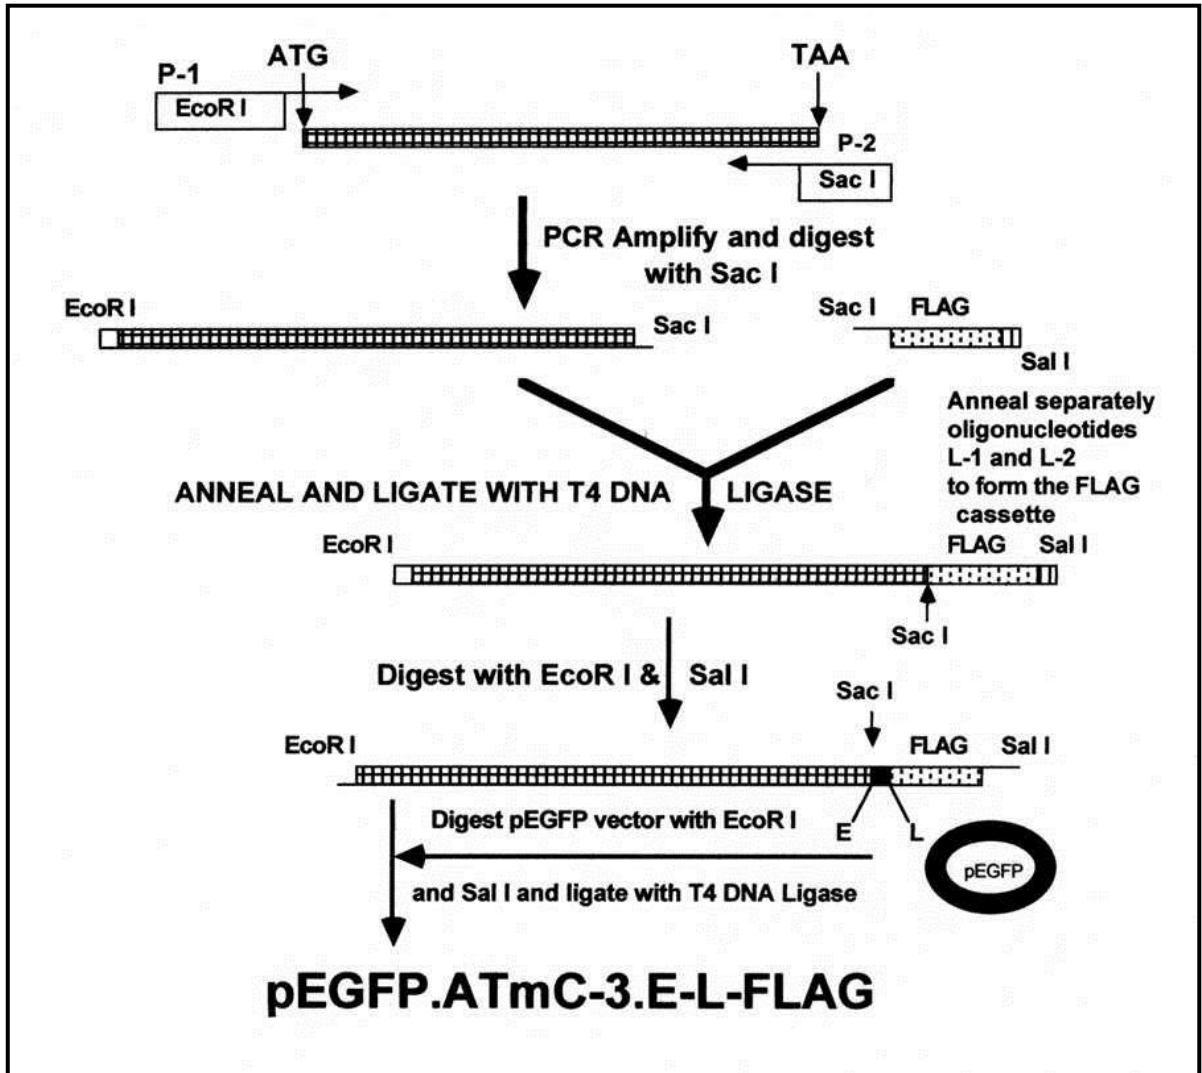 ATG
TAA
P-1
EcoR I
P-2
Sac I
PCR Amplify and digest
with Sac I
EcoR I
Sac I
Sac I
FLAG
Sal I
Anneal separately
oligonucleotides
L-1 and L-2
to form the FLAG
cassette
ANNEAL AND LIGATE WITH T4 DNA LIGASE
EcoR I
FLAG
Sal I
Sac I
Digest with EcoR I & Sal I
Sac I
EcoR I
FLAG
Sal I
Digest pEGFP vector with EcoR I
E
L
pEGFP
and Sal I and ligate with T4 DNA Ligase
pEGFP.ATmC-3.E-L-FLAG